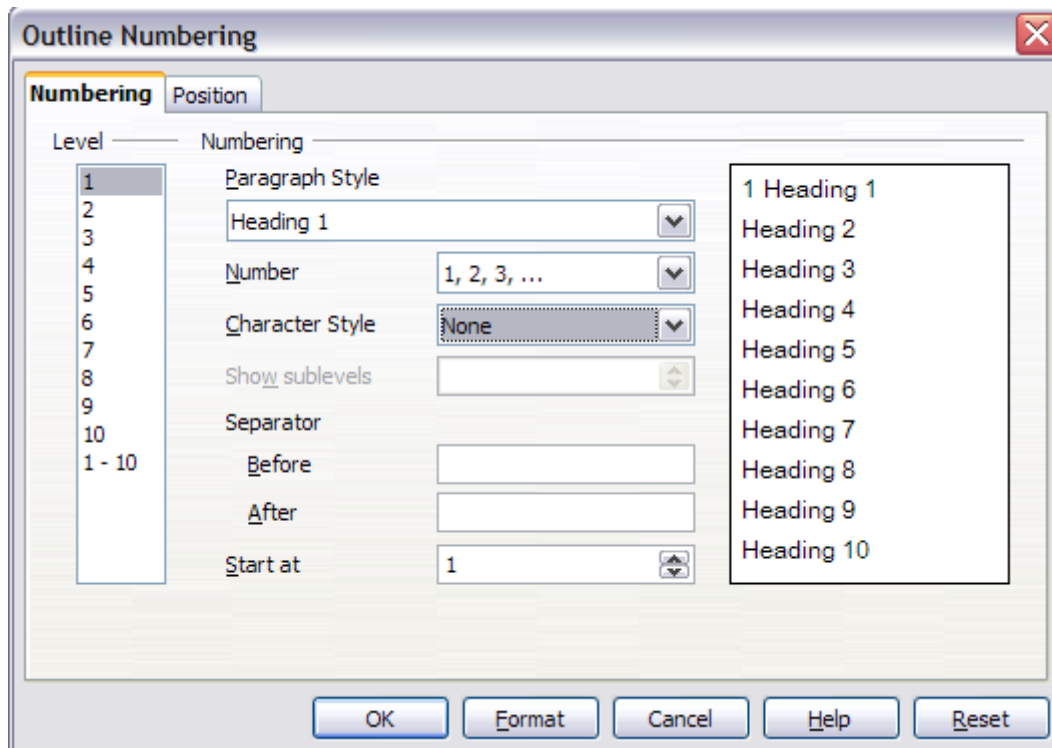 Outline Numbering
Numbering Position
Level Numbering
1
2
3
4
5
6
7
8
9
10
1 - 10
Paragraph Style
Heading 1
Number 1, 2, 3, ...
Character Style None
Show sublevels
Separator
Before
After
Start at 1
1 Heading 1
Heading 2
Heading 3
Heading 4
Heading 5
Heading 6
Heading 7
Heading 8
Heading 9
Heading 10
OK Format Cancel Help Reset